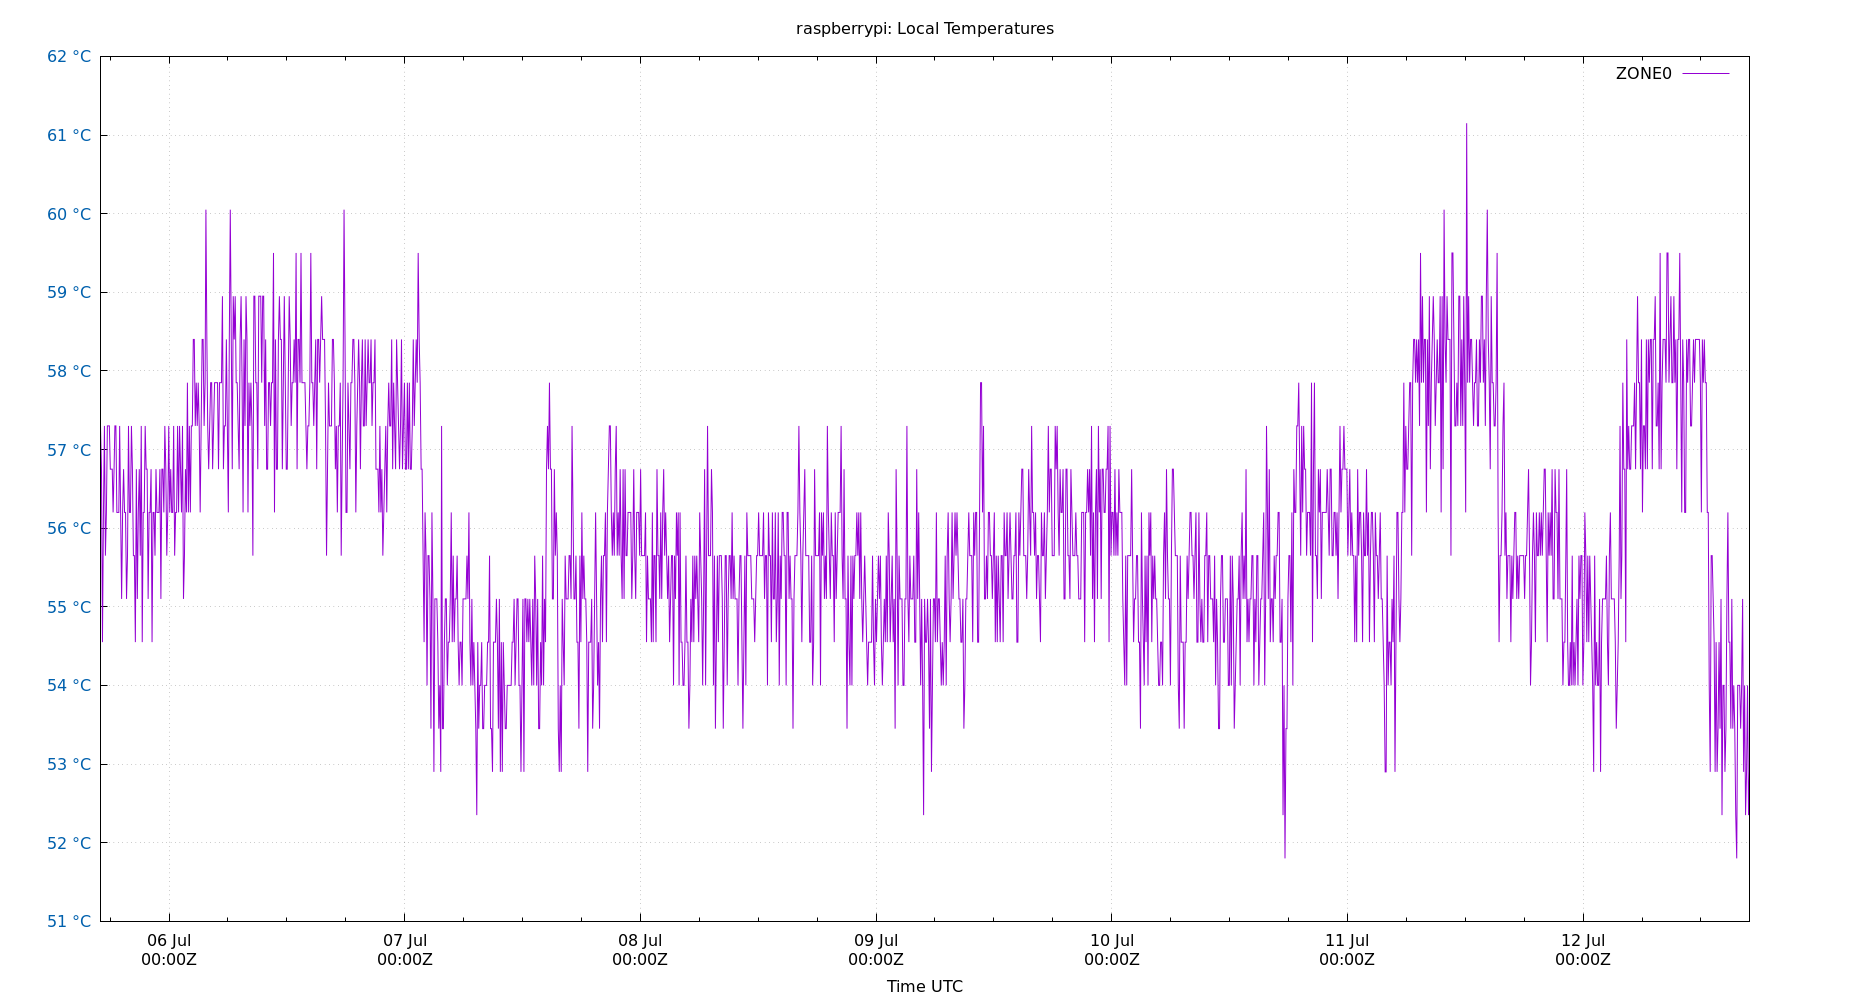 raspberrypi: Local Temperatures
62 °C
ZONE0
61 °C
60 °C
59 °C
58 °C
57 °C
56 °C
55 °C
54 °C
53 °C
52 °C
51 °C
06 Jul 07 Jul 08 Jul 09 Jul 10 Jul 11 Jul 12 Jul
00:00Z 00:00Z 00:00Z 00:00Z 00:00Z 00:00Z 00:00Z
Time UTC